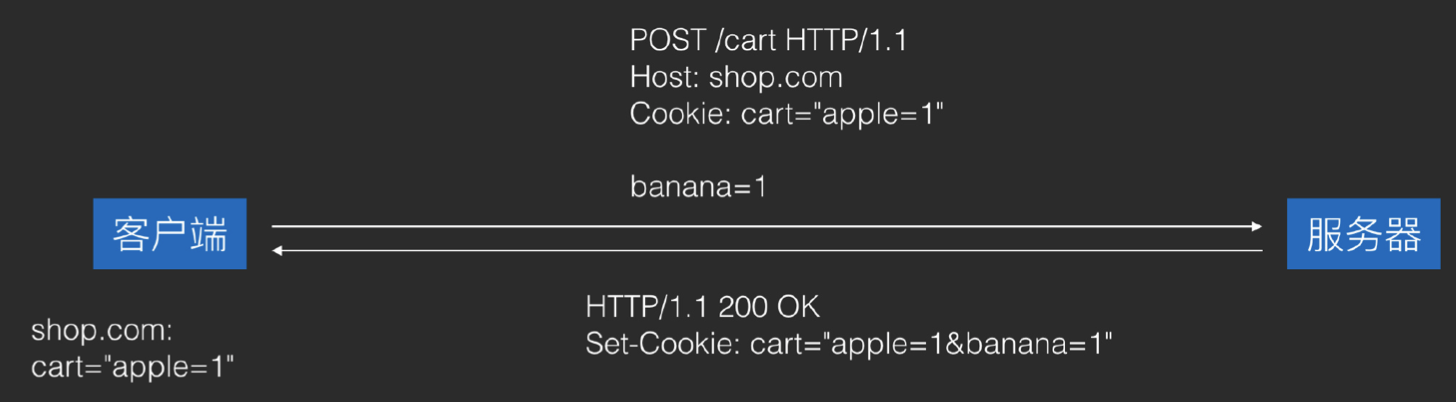 POST /cart HTTP/1.1
Host: shop.com
Cookie: cart="apple=1"
banana=1
客户端
服务器
HTTP/1.1 200 OK
Set-Cookie: cart="apple=1&banana=1"
shop.com:
cart="apple=1"